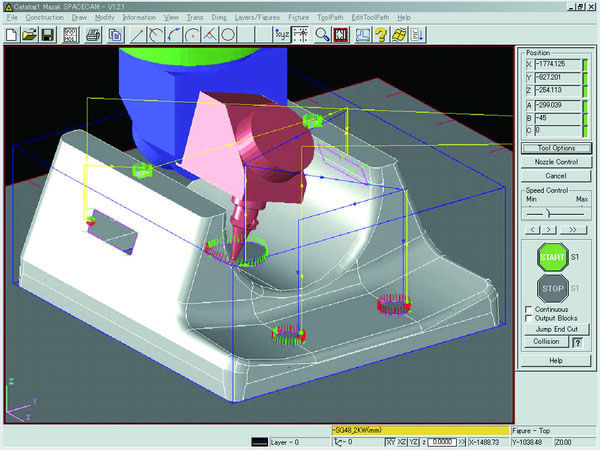 Catalog1 Mazak SPACECAM - V1.2.1
File Construction Draw Modify Information View Trans Dims Layers/Figures Fixture ToolPath EditToolPath Help
xyz
Position
X -1774.125
Y -827.201
Z -254.113
A -299.039
B -45
C 0
Tool Options
Nozzle Control
Cancel
Speed Control
Min Max
< > >>
START S1
STOP S1
Continuous
Output Blocks
Jump End Cut
Collision ?
Help
Z
Y
X
-SG48_2KW(mm) Figure - Top
Layer - 0 -0 XY XZ YZ z 0.0000 >> X-1488.73 Y-1038.48 Z0.00